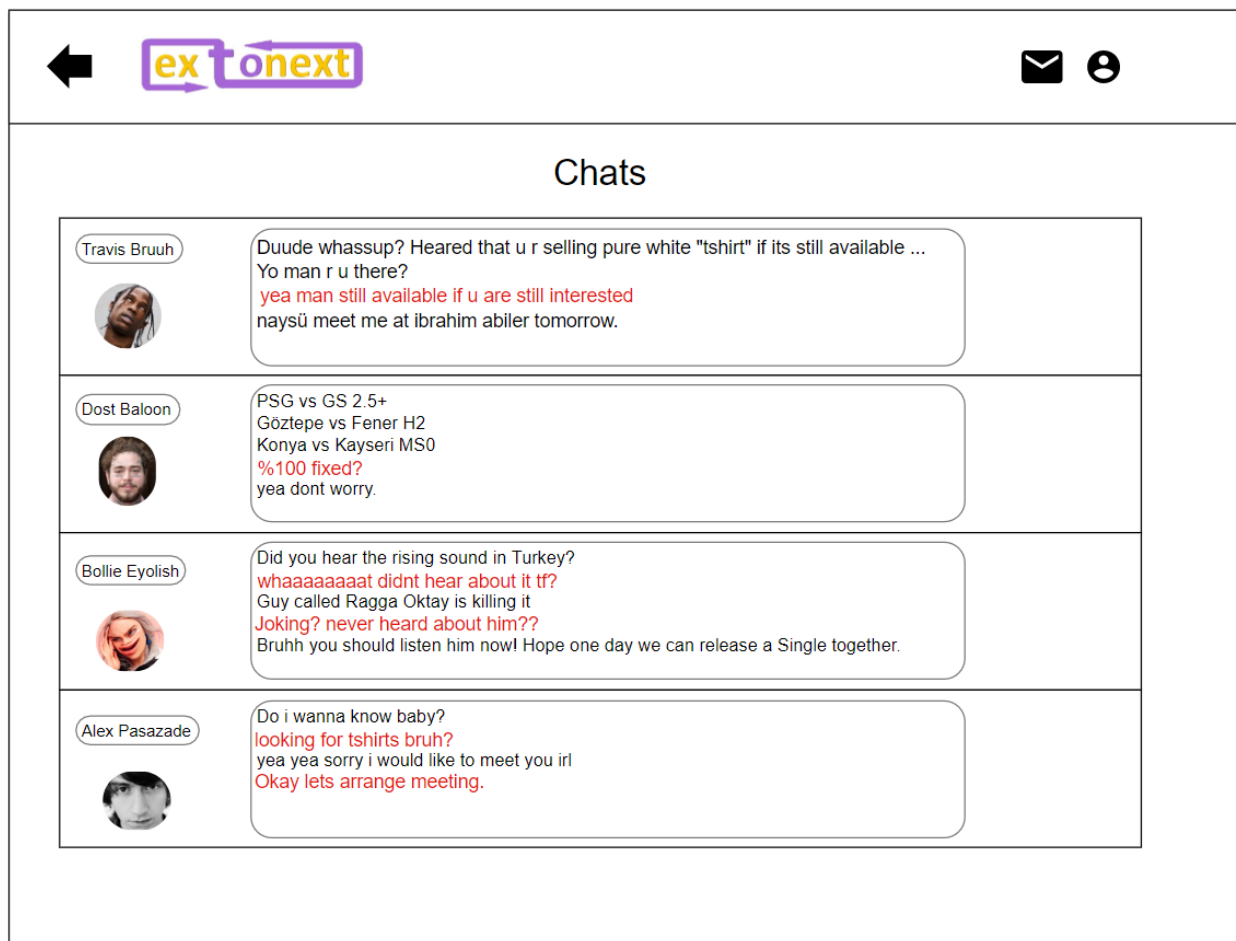 extonext
Chats
Travis Bruuh
Duude whassup? Heared that u r selling pure white "tshirt" if its still available ...
Yo man r u there?
yea man still available if u are still interested
naysü meet me at ibrahim abiler tomorrow.
Dost Baloon
PSG vs GS 2.5+
Göztepe vs Fener H2
Konya vs Kayseri MS0
%100 fixed?
yea dont worry.
Bollie Eyolish
Did you hear the rising sound in Turkey?
whaaaaaaaat didnt hear about it tf?
Guy called Ragga Oktay is killing it
Joking? never heard about him??
Bruhh you should listen him now! Hope one day we can release a Single together.
Alex Pasazade
Do i wanna know baby?
looking for tshirts bruh?
yea yea sorry i would like to meet you irl
Okay lets arrange meeting.